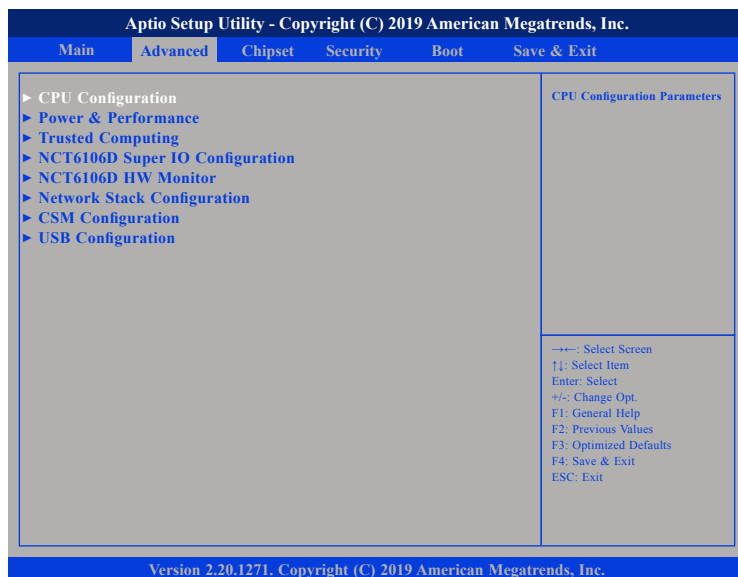 Aptio Setup Utility - Copyright (C) 2019 American Megatrends, Inc.
Main Advanced Chipset Security Boot Save & Exit
► CPU Configuration
► Power & Performance
► Trusted Computing
► NCT6106D Super IO Configuration
► NCT6106D HW Monitor
► Network Stack Configuration
► CSM Configuration
► USB Configuration
CPU Configuration Parameters
→←: Select Screen
↑↓: Select Item
Enter: Select
+/-: Change Opt.
F1: General Help
F2: Previous Values
F3: Optimized Defaults
F4: Save & Exit
ESC: Exit
Version 2.20.1271. Copyright (C) 2019 American Megatrends, Inc.